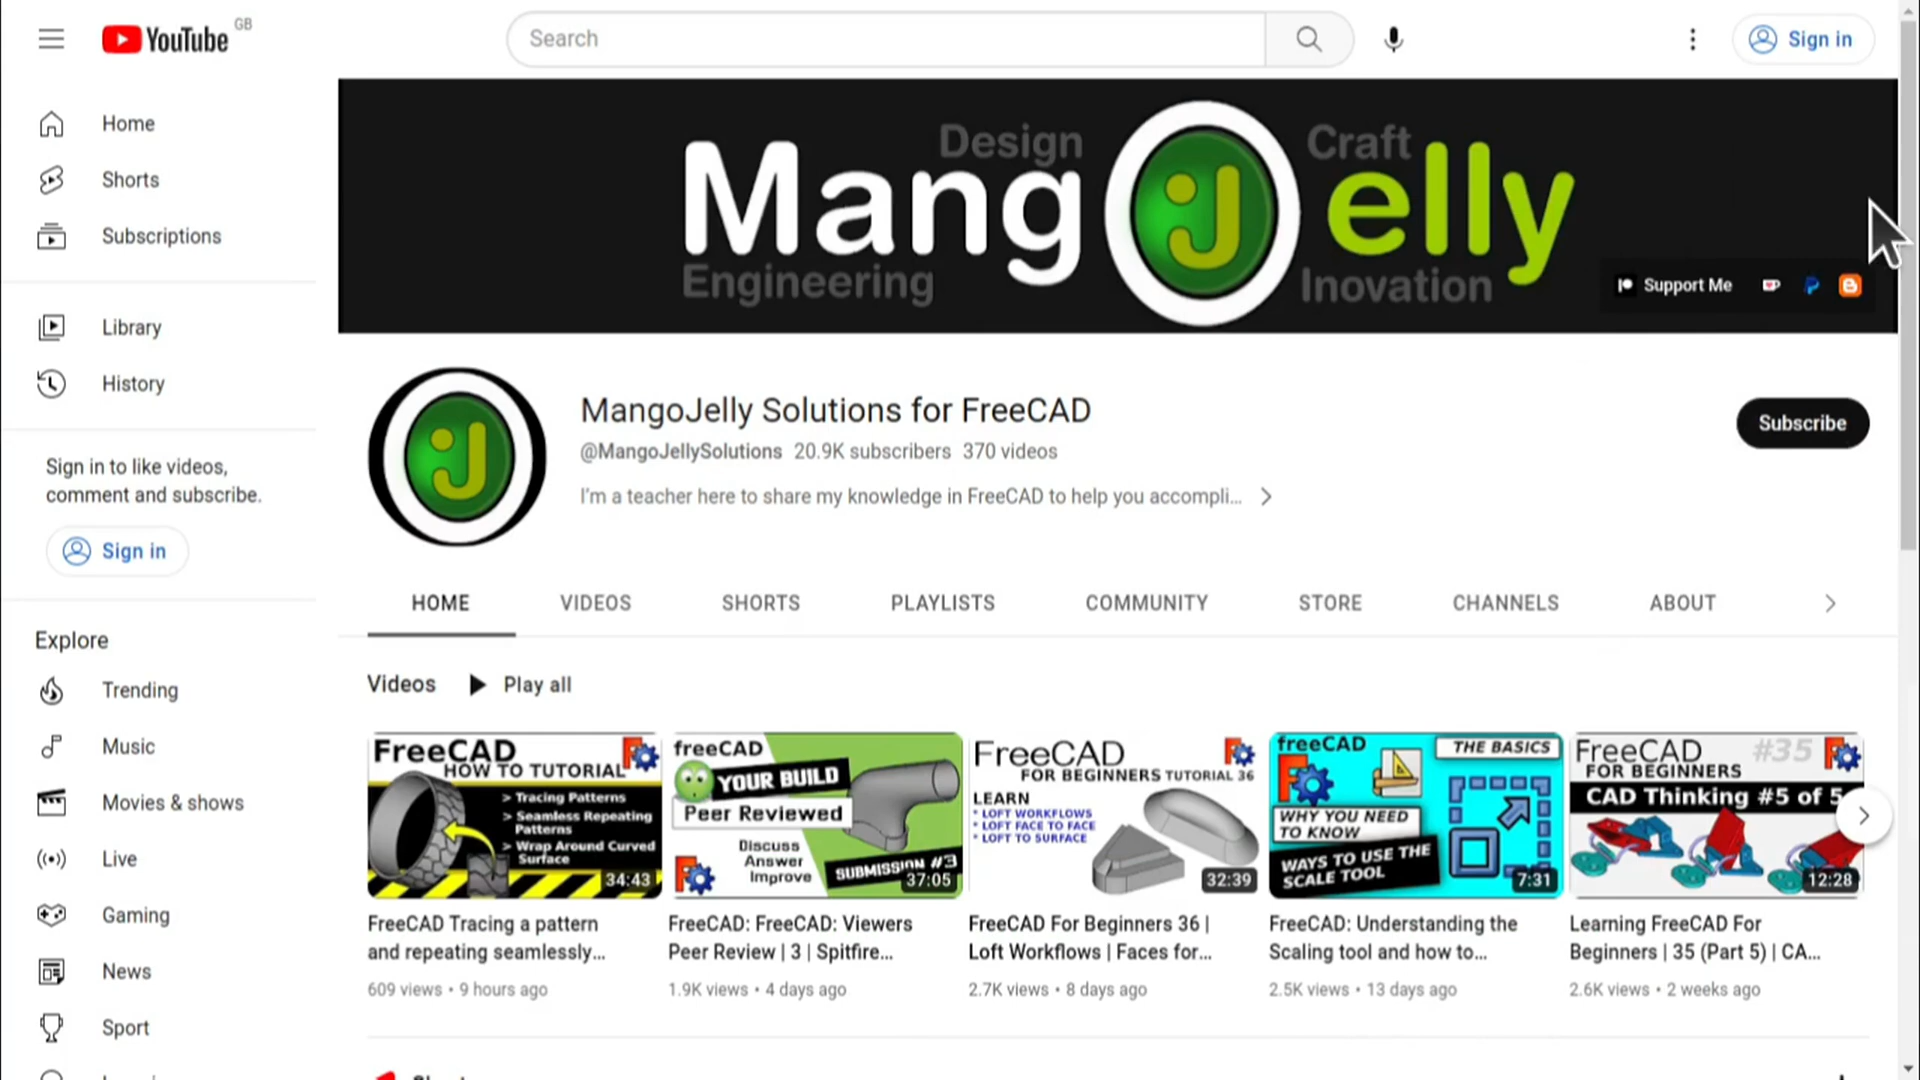 YouTube GB
Search
Sign in
Home
Shorts
Subscriptions
Library
History
Sign in to like videos,
comment and subscribe.
Sign in
Explore
Trending
Music
Movies & shows
Live
Gaming
News
Sport
Design Craft
MangJelly
Engineering Inovation
Support Me
MangoJelly Solutions for FreeCAD
@MangoJellySolutions 20.9K subscribers 370 videos
I'm a teacher here to share my knowledge in FreeCAD to help you accompli...
Subscribe
HOME VIDEOS SHORTS PLAYLISTS COMMUNITY STORE CHANNELS ABOUT
Videos Play all
FreeCAD
HOW TO TUTORIAL
> Tracing Patterns
> Seamless Repeating
Patterns
> Wrap Around Curved
Surface
34:43
FreeCAD Tracing a pattern
and repeating seamlessly...
609 views • 9 hours ago
freeCAD
YOUR BUILD
Peer Reviewed
Discuss
Answer
Improve
SUBMISSION #3
37:05
FreeCAD: FreeCAD: Viewers
Peer Review | 3 | Spitfire...
1.9K views • 4 days ago
FreeCAD
FOR BEGINNERS TUTORIAL 36
LEARN
* LOFT WORKFLOWS
* LOFT FACE TO FACE
* LOFT TO SURFACE
32:39
FreeCAD For Beginners 36 |
Loft Workflows | Faces for...
2.7K views • 8 days ago
freeCAD
THE BASICS
WHY YOU NEED
TO KNOW
WAYS TO USE THE
SCALE TOOL
7:31
FreeCAD: Understanding the
Scaling tool and how to...
2.5K views • 13 days ago
FreeCAD #35
FOR BEGINNERS
CAD Thinking #5 of 5
12:28
Learning FreeCAD For
Beginners | 35 (Part 5) | CA...
2.6K views • 2 weeks ago